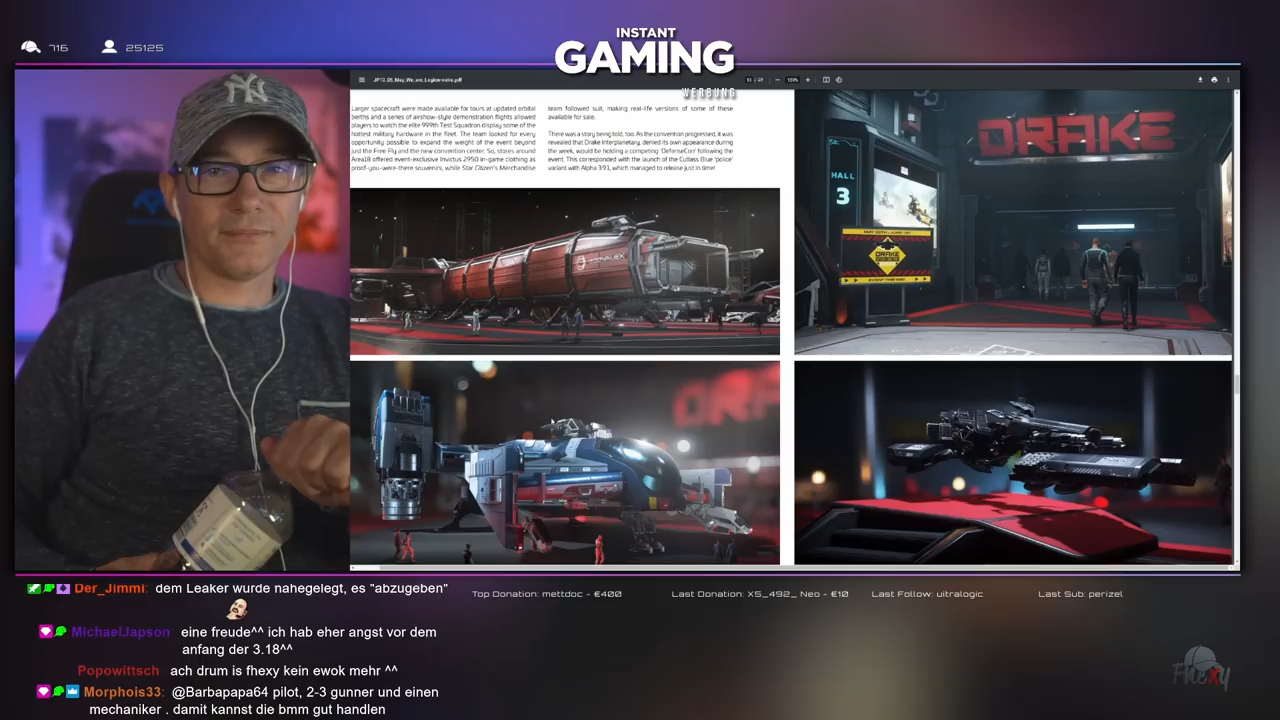 716
25125
INSTANT
GAMING
WERBUNG
JP10_05_May_We_are_Legion-noire.pdf
Larger spacecraft were made available for tours at updated orbital
berths and a series of airshow-style demonstration flights allowed
players to watch the elite 999th Test Squadron display some of the
hottest military hardware in the fleet. The team looked for every
opportunity possible to expand the weight of the event beyond
just the Free Fly and the new convention center. So, stores around
Area18 offered event-exclusive Invictus 2950 in-game clothing as
proof-you-were-there souvenirs, while Star Citizen's Merchandise
team followed suit, making real-life versions of some of these
available for sale.
There was a story being told, too. As the convention progressed, it was
revealed that Drake Interplanetary, denied its own appearance during
the week, would be holding a competing 'DefenseCon' following the
event. This corresponded with the launch of the Cutlass Blue 'police'
variant with Alpha 3.9.1, which managed to release just in time!
DRAKE
HALL
3
DRAKE
DRA
Der_Jimmi: dem Leaker wurde nahegelegt, es "abzugeben"
MichaelJapson eine freude^^ ich hab eher angst vor dem
anfang der 3.18^^
Popowittsch ach drum is fhexy kein ewok mehr ^^
Morphois33: @Barbapapa64 pilot, 2-3 gunner und einen
mechaniker . damit kannst die bmm gut handlen
Top Donation: mettdoc - €400
Last Donation: X5_492_ Neo - €10
Last Follow: uitralogic
Last Sub: perizel
Fhexy